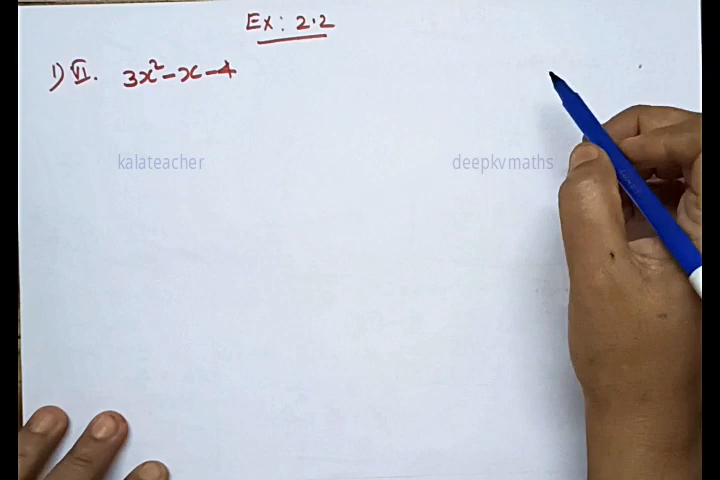 Ex: 2.2
1) VI. 3x² - x - 4
kalateacher deepkvmaths